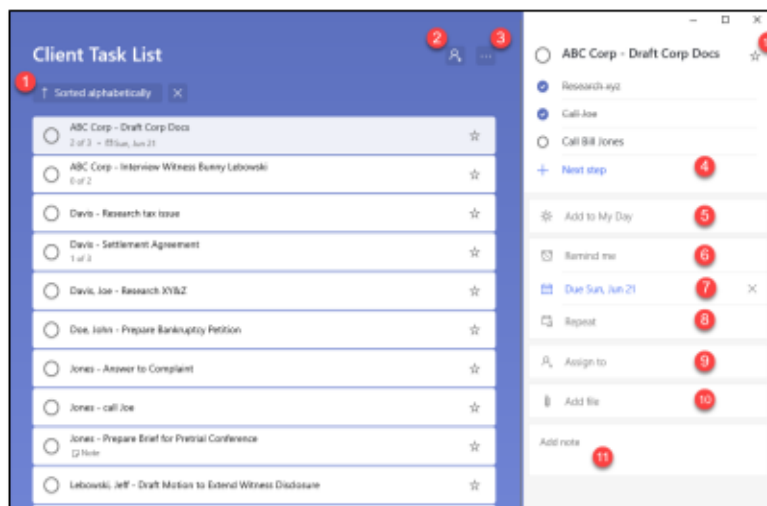 Client Task List
2
3
1
Sorted alphabetically
ABC Corp - Draft Corp Docs
2 of 3 • Sun, Jun 21
ABC Corp - Interview Witness Bunny Lebowski
0 of 2
Davis - Research tax issue
Davis - Settlement Agreement
1 of 3
Davis, Joe - Research XY&Z
Doe, John - Prepare Bankruptcy Petition
Jones - Answer to Complaint
Jones - call Joe
Jones - Prepare Brief for Pretrial Conference
Note
Lebowski, Jeff - Draft Motion to Extend Witness Disclosure
ABC Corp - Draft Corp Docs
Research xyz
Call Joe
Call Bill Jones
Next step
4
Add to My Day
5
Remind me
6
Due Sun, Jun 21
7
Repeat
8
Assign to
9
Add file
10
Add note
11